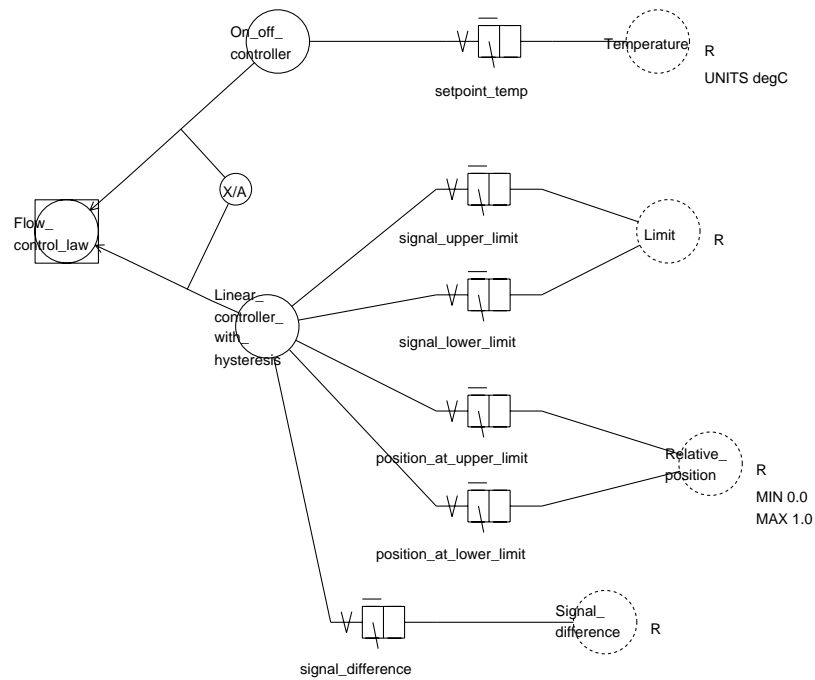 On_off_
controller
Temperature
R
UNITS degC
setpoint_temp
X/A
Flow_
control_law
signal_upper_limit
Limit
R
Linear_
controller_
with_
hysteresis
signal_lower_limit
position_at_upper_limit
Relative_
position
R
MIN 0.0
MAX 1.0
position_at_lower_limit
Signal_
difference
R
signal_difference